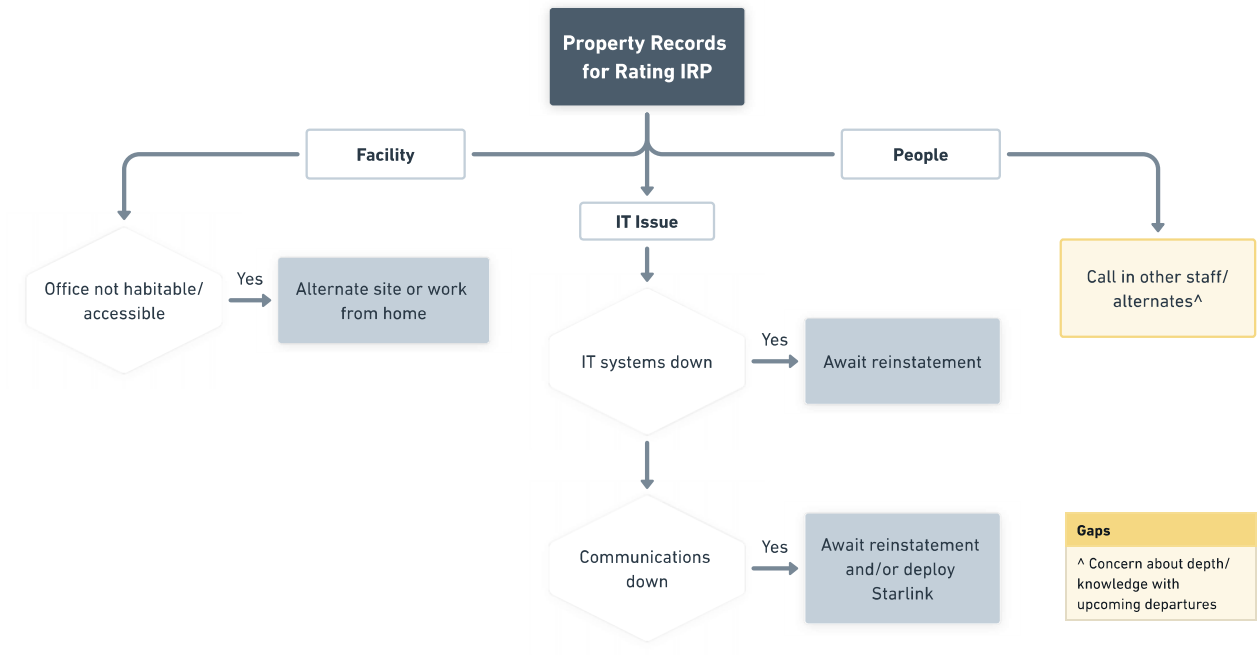 Property Records
for Rating IRP
Facility
People
IT Issue
Office not habitable/
accessible
Yes
Alternate site or work
from home
Call in other staff/
alternates^
IT systems down
Yes
Await reinstatement
Communications
down
Yes
Await reinstatement
and/or deploy
Starlink
Gaps
^ Concern about depth/
knowledge with
upcoming departures